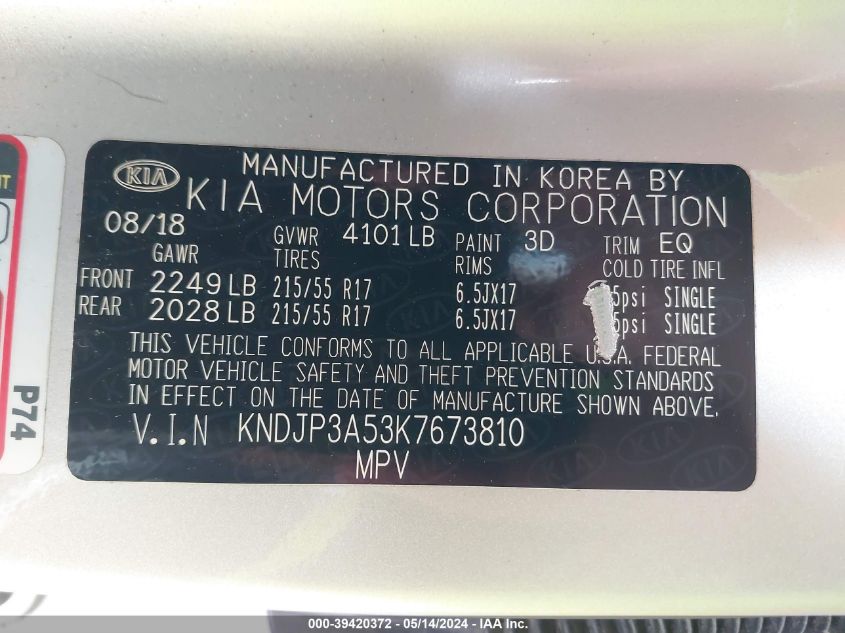 MANUFACTURED IN KOREA BY
KIA KIA MOTORS CORPORATION
08/18 GVWR 4101 LB PAINT 3D TRIM EQ
GAWR TIRES RIMS COLD TIRE INFL
FRONT 2249 LB 215/55 R17 6.5JX17 5psi SINGLE
REAR 2028 LB 215/55 R17 6.5JX17 5psi SINGLE
THIS VEHICLE CONFORMS TO ALL APPLICABLE U.S.A. FEDERAL
MOTOR VEHICLE SAFETY AND THEFT PREVENTION STANDARDS
IN EFFECT ON THE DATE OF MANUFACTURE SHOWN ABOVE.
V.I.N KNDJP3A53K7673810
MPV
P74
000-39420372 - 05/14/2024 - IAA Inc.